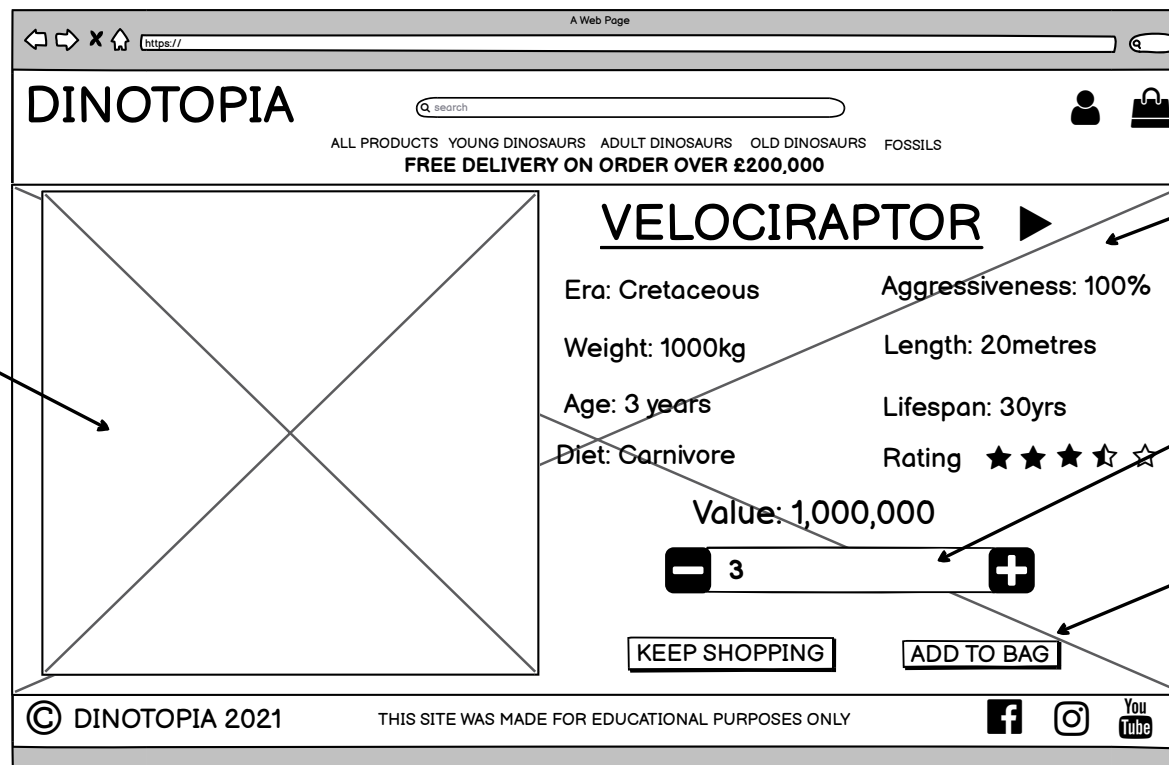 A Web Page
https://
DINOTOPIA
search
ALL PRODUCTS YOUNG DINOSAURS ADULT DINOSAURS OLD DINOSAURS FOSSILS
FREE DELIVERY ON ORDER OVER £200,000
VELOCIRAPTOR
Era: Cretaceous
Aggressiveness: 100%
Weight: 1000kg
Length: 20metres
Age: 3 years
Lifespan: 30yrs
Diet: Carnivore
Rating
Value: 1,000,000
3
KEEP SHOPPING
ADD TO BAG
© DINOTOPIA 2021
THIS SITE WAS MADE FOR EDUCATIONAL PURPOSES ONLY
You
Tube